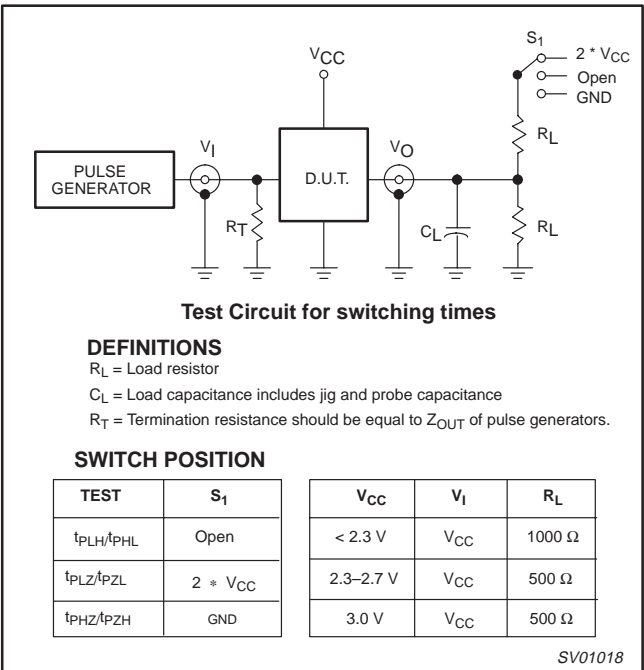 S1
2 * VCC
Open
GND
VCC
RL
VI
VO
PULSE
GENERATOR
D.U.T.
RT
CL
RL
Test Circuit for switching times
DEFINITIONS
RL = Load resistor
CL = Load capacitance includes jig and probe capacitance
RT = Termination resistance should be equal to ZOUT of pulse generators.
SWITCH POSITION
TEST S1
tPLH/tPHL Open
tPLZ/tPZL 2 * VCC
tPHZ/tPZH GND
VCC VI RL
< 2.3 V VCC 1000 Ω
2.3–2.7 V VCC 500 Ω
3.0 V VCC 500 Ω
SV01018